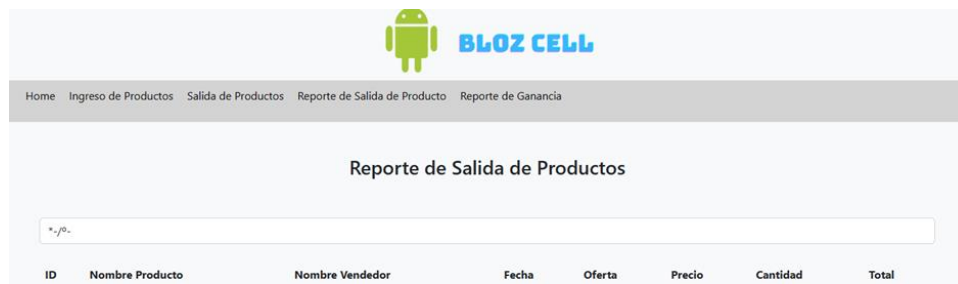 BLOZ CELL
Home Ingreso de Productos Salida de Productos Reporte de Salida de Producto Reporte de Ganancia
Reporte de Salida de Productos
*-/º-
ID Nombre Producto Nombre Vendedor Fecha Oferta Precio Cantidad Total